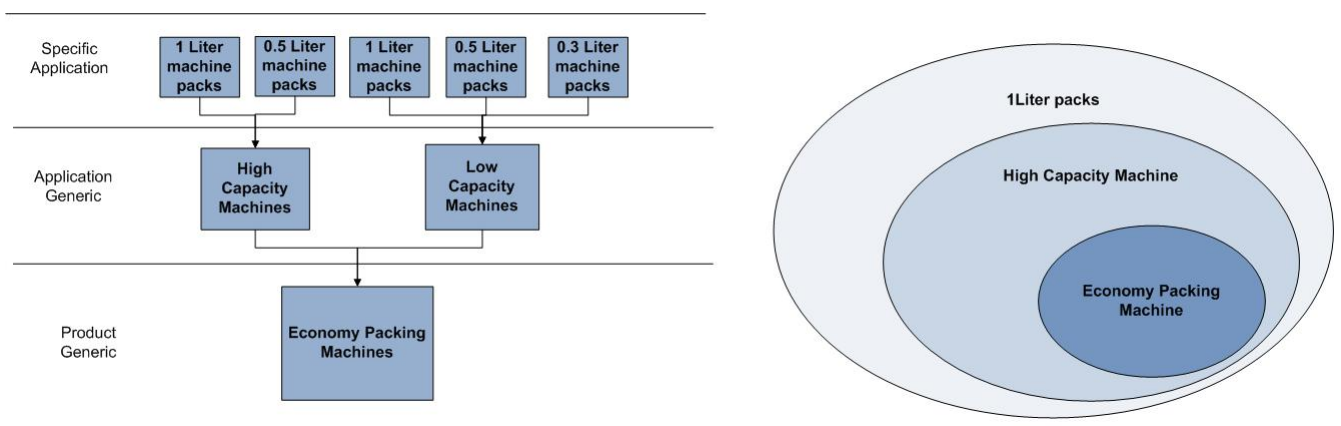 Specific
Application
1 Liter
machine
packs
0.5 Liter
machine
packs
1 Liter
machine
packs
0.5 Liter
machine
packs
0.3 Liter
machine
packs
Application
Generic
High
Capacity
Machines
Low
Capacity
Machines
Product
Generic
Economy Packing
Machines
1Liter packs
High Capacity Machine
Economy Packing
Machine